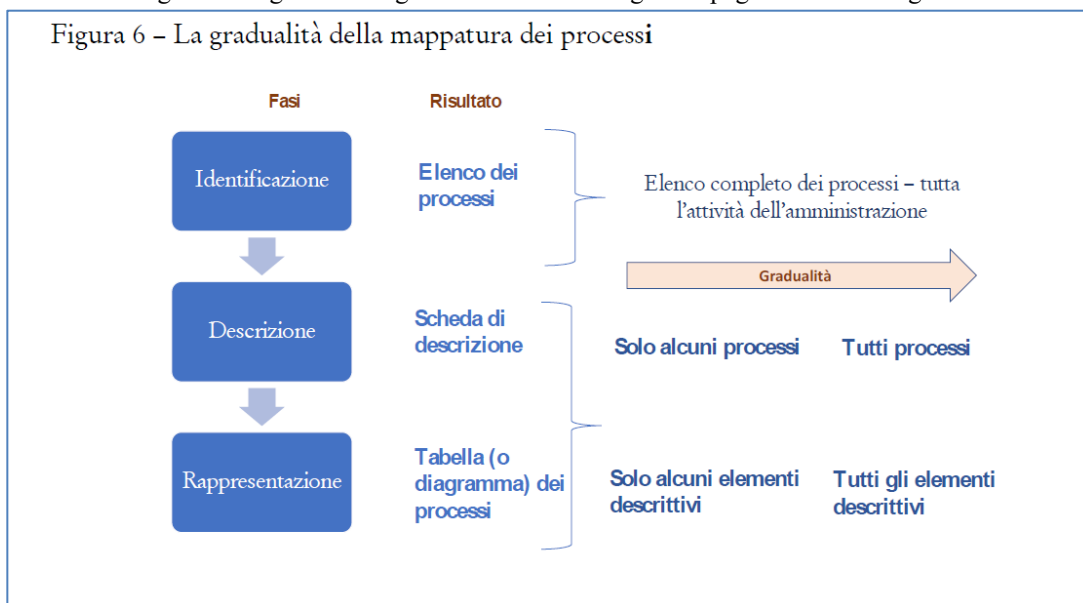 Figura 6 – La gradualità della mappatura dei processi
Fasi
Risultato
Identificazione
Elenco dei
processi
Elenco completo dei processi – tutta
l'attività dell'amministrazione
Gradualità
Descrizione
Scheda di
descrizione
Solo alcuni processi
Tutti processi
Rappresentazione
Tabella (o
diagramma) dei
processi
Solo alcuni elementi
descrittivi
Tutti gli elementi
descrittivi